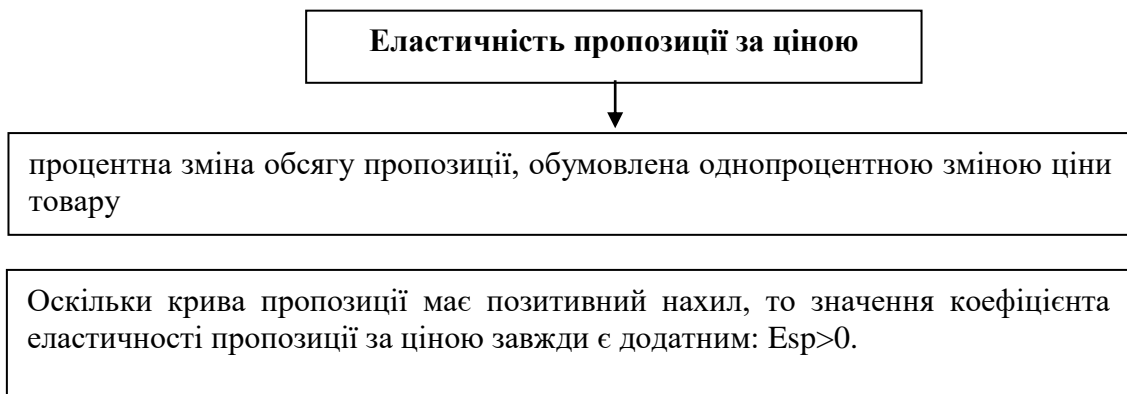 Еластичність пропозиції за ціною
процентна зміна обсягу пропозиції, обумовлена однопроцентною зміною ціни
товару
Оскільки крива пропозиції має позитивний нахил, то значення коефіцієнта
еластичності пропозиції за ціною завжди є додатним: Esp>0.